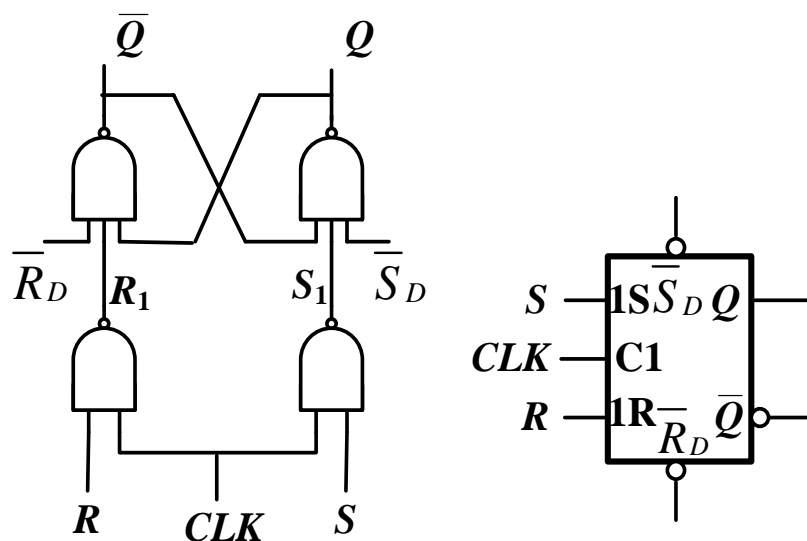 Q̅ Q
R̅D R₁ S₁ S̅D
R CLK S
S 1S S̅D Q
CLK C1
R 1R R̅D Q̅